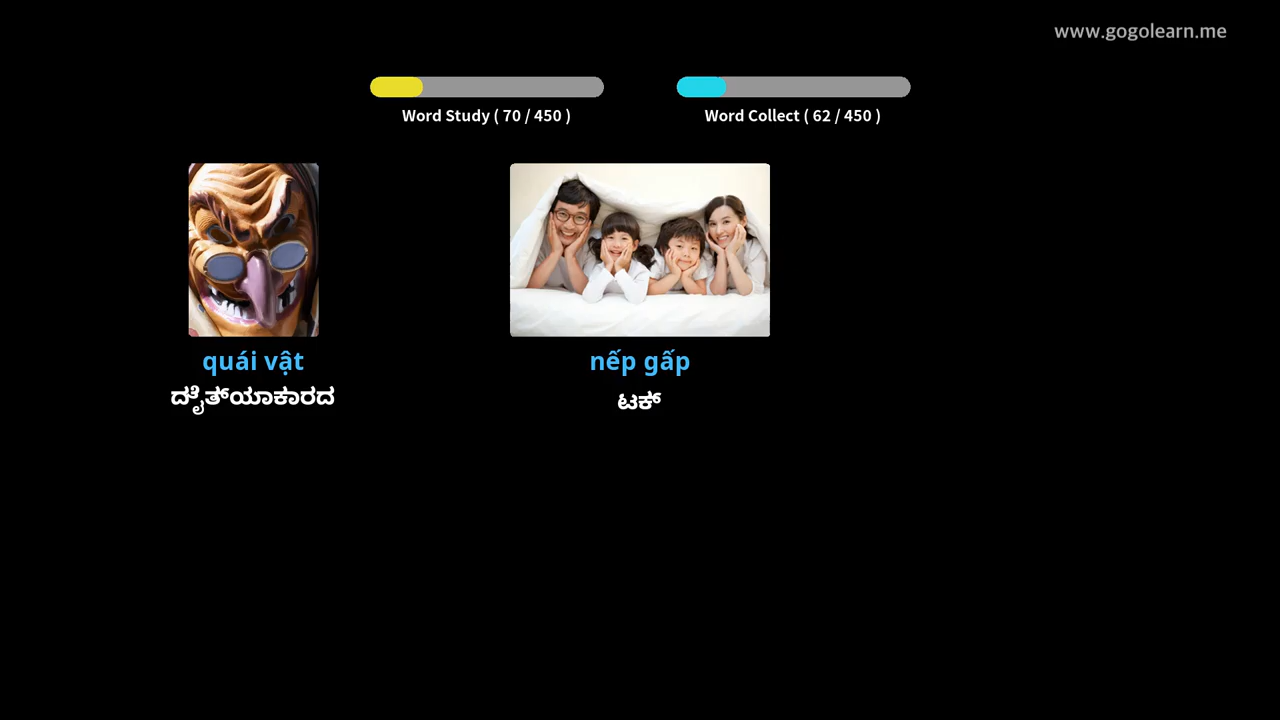 www.gogolearn.me
Word Study ( 70 / 450 )
Word Collect ( 62 / 450 )
quái vật
ದೈತ್ಯಾಕಾರದ
nếp gấp
ಟಕ್